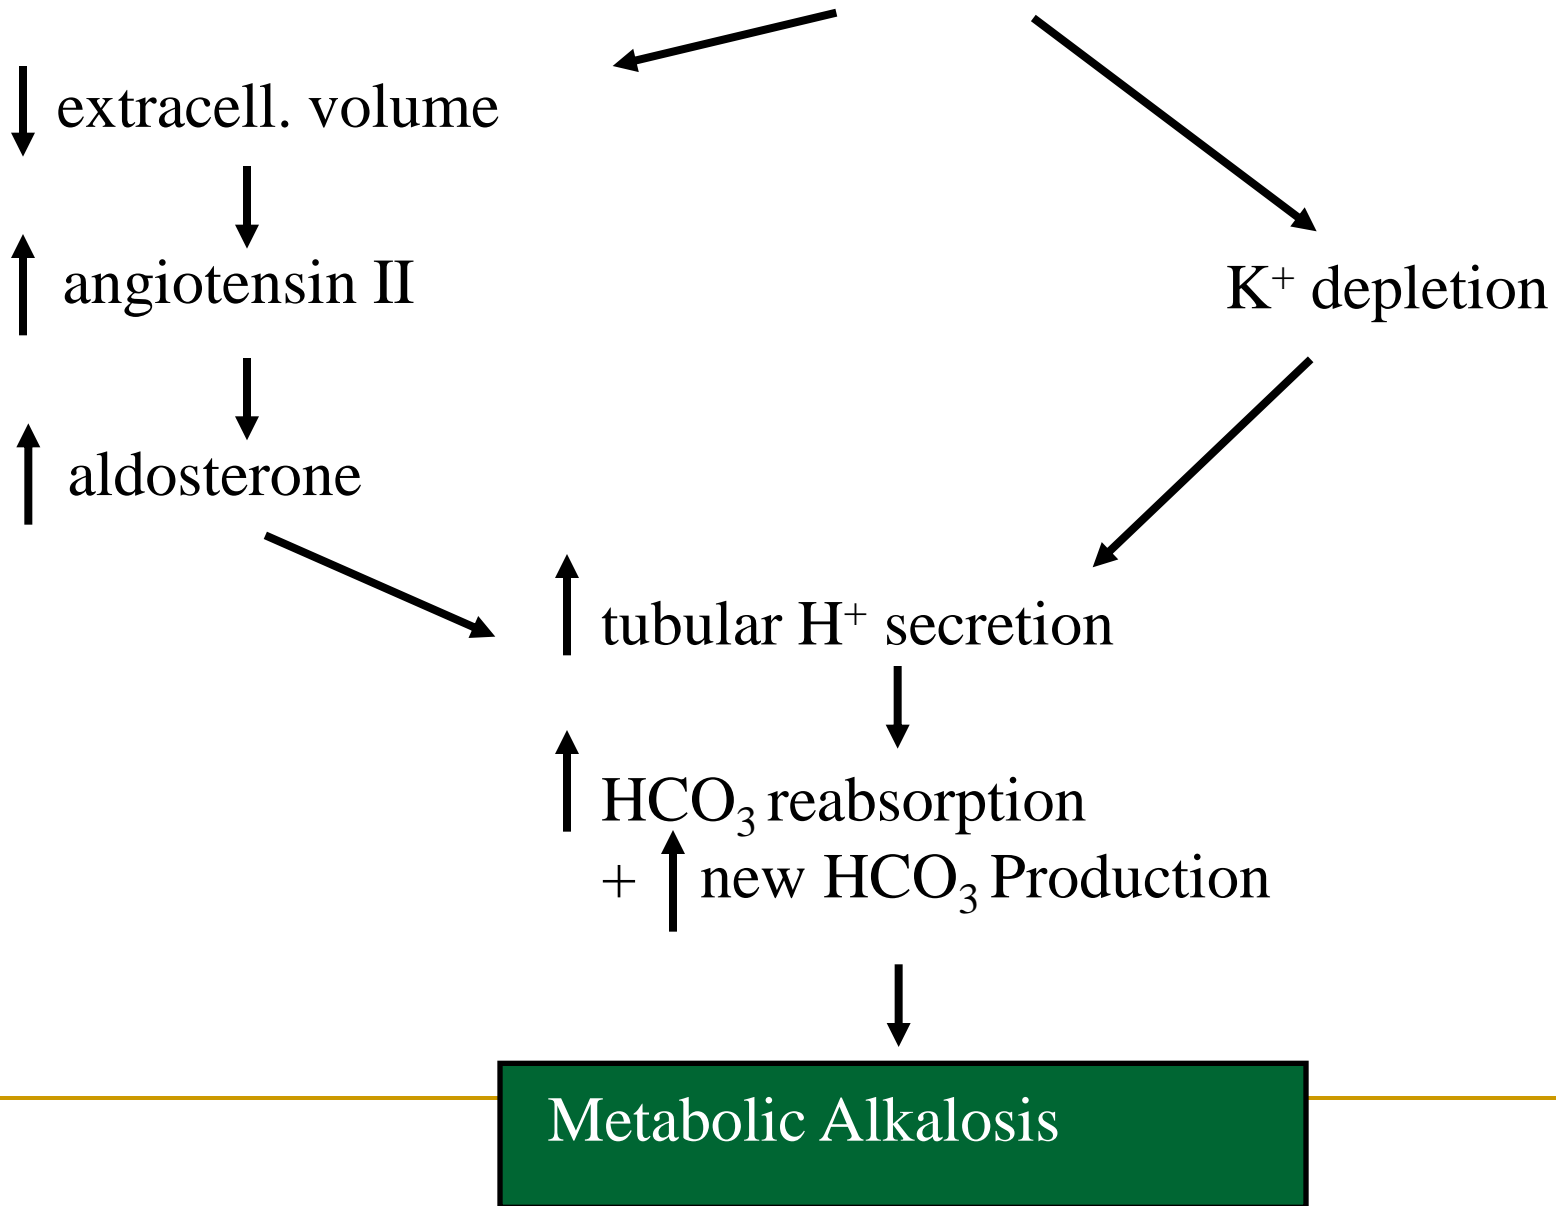 extracell. volume
angiotensin II
K⁺ depletion
aldosterone
tubular H⁺ secretion
HCO₃ reabsorption
+ new HCO₃ Production
Metabolic Alkalosis